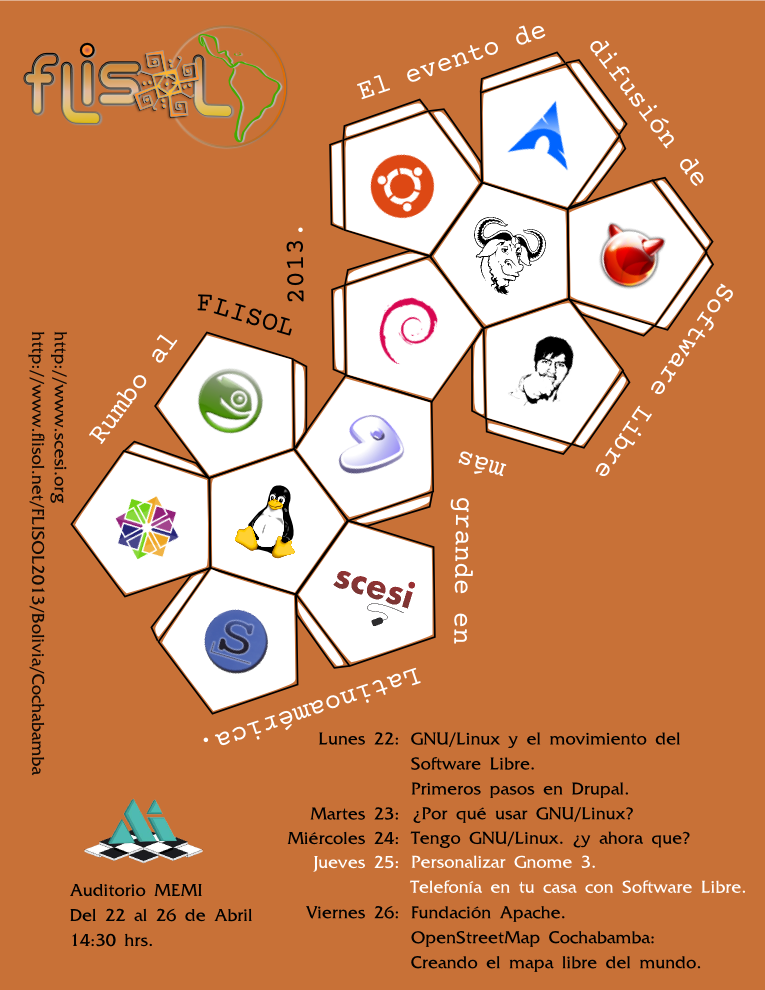 fLisoL
El evento de
difusión de
Software Libre
más
grande en
Latinoamérica.
Rumbo al
FLISOL
2013.
http://www.scesi.org
http://www.flisol.net/FLISOL2013/Bolivia/Cochabamba
S
scesi
Lunes 22: GNU/Linux y el movimiento del
Software Libre.
Primeros pasos en Drupal.
Martes 23: ¿Por qué usar GNU/Linux?
Miércoles 24: Tengo GNU/Linux. ¿y ahora que?
Jueves 25: Personalizar Gnome 3.
Telefonía en tu casa con Software Libre.
Viernes 26: Fundación Apache.
OpenStreetMap Cochabamba:
Creando el mapa libre del mundo.
Auditorio MEMI
Del 22 al 26 de Abril
14:30 hrs.